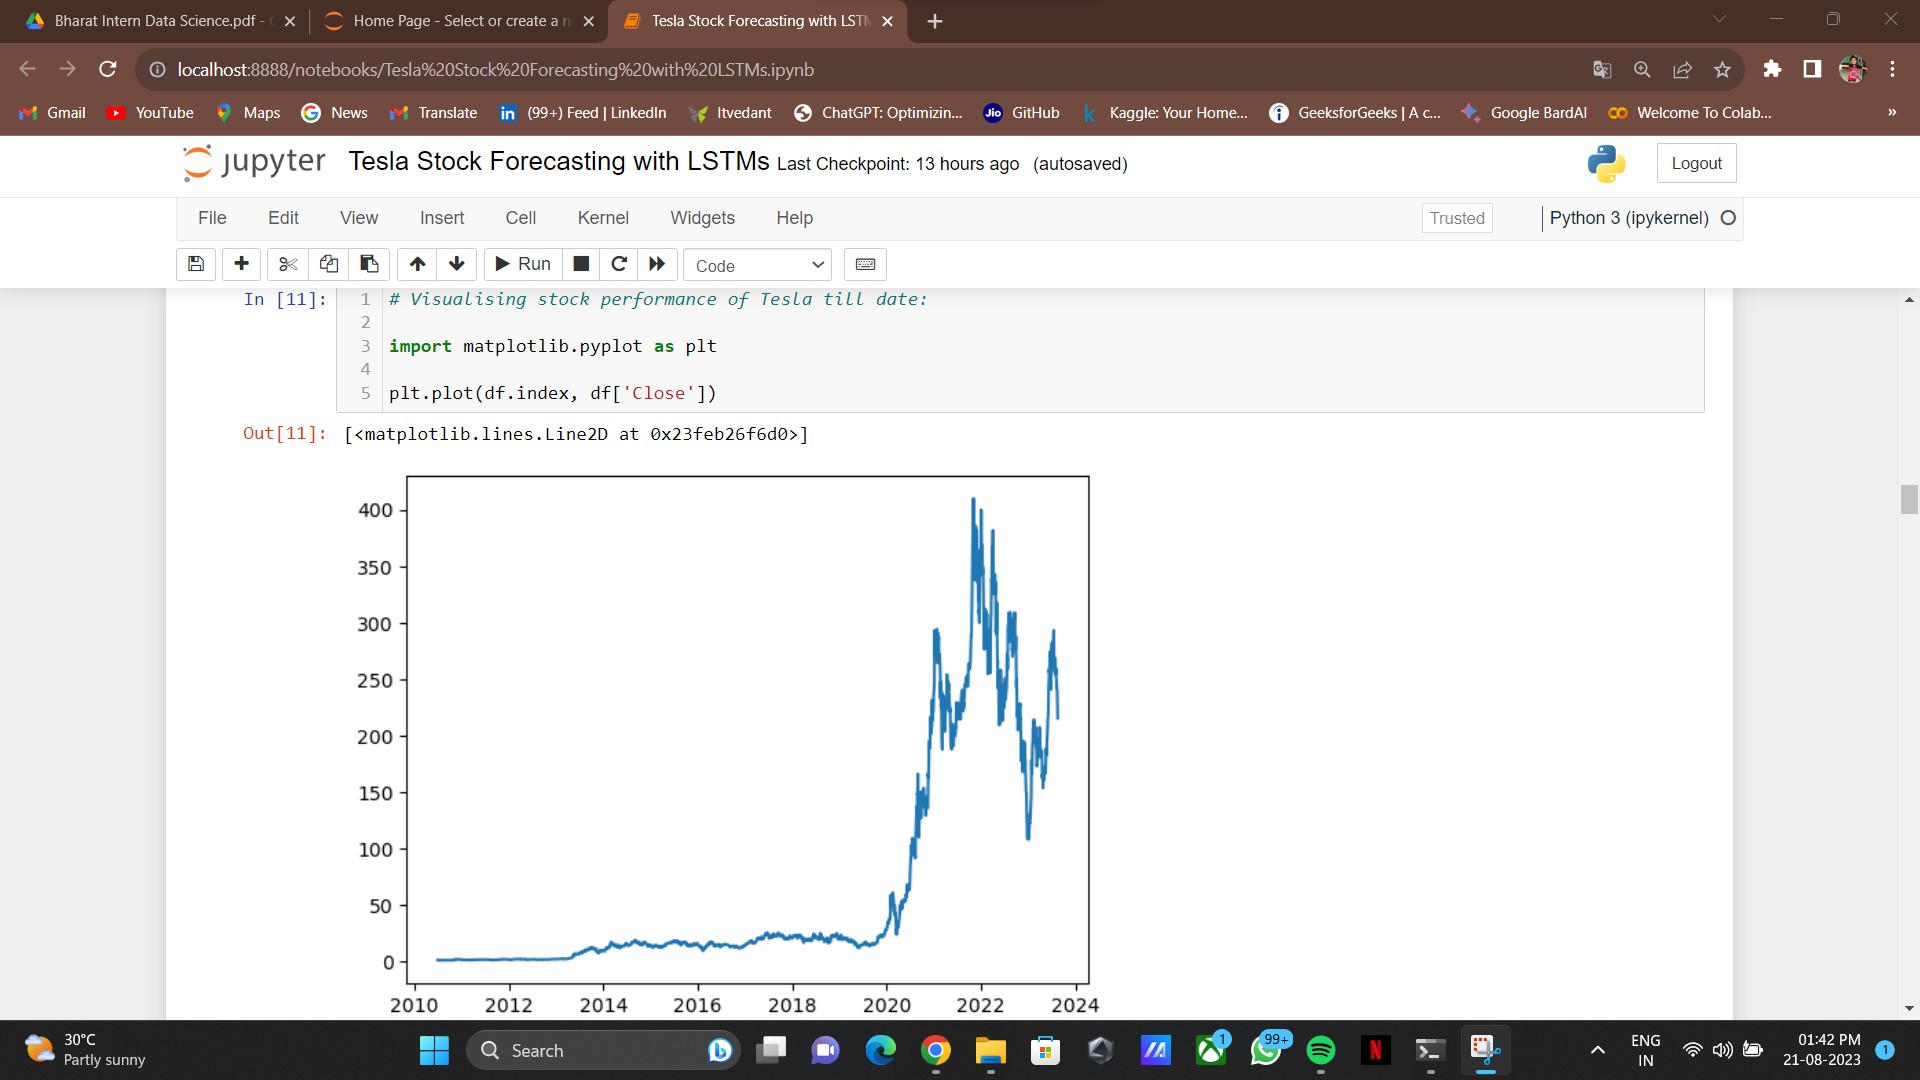 Bharat Intern Data Science.pdf -
Home Page - Select or create a n
Tesla Stock Forecasting with LSTM
localhost:8888/notebooks/Tesla%20Stock%20Forecasting%20with%20LSTMs.ipynb
Gmail YouTube Maps News Translate (99+) Feed | LinkedIn Itvedant ChatGPT: Optimizin... GitHub Kaggle: Your Home... GeeksforGeeks | A c... Google BardAI Welcome To Colab... »
jupyter Tesla Stock Forecasting with LSTMs Last Checkpoint: 13 hours ago (autosaved)
Logout
File Edit View Insert Cell Kernel Widgets Help
Trusted Python 3 (ipykernel)
Run Code
In [11]:
1 # Visualising stock performance of Tesla till date:
2
3 import matplotlib.pyplot as plt
4
5 plt.plot(df.index, df['Close'])
Out[11]: [<matplotlib.lines.Line2D at 0x23feb26f6d0>]
400
350
300
250
200
150
100
50
0
2010 2012 2014 2016 2018 2020 2022 2024
30°C
Partly sunny
Search
1
99+
ENG
IN
01:42 PM
21-08-2023
1